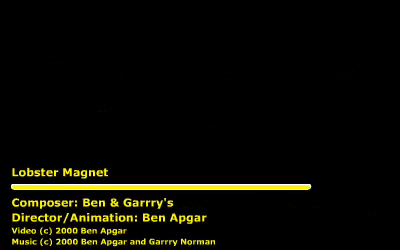 Lobster Magnet
Composer: Ben & Garrry's
Director/Animation: Ben Apgar
Video (c) 2000 Ben Apgar
Music (c) 2000 Ben Apgar and Garrry Norman